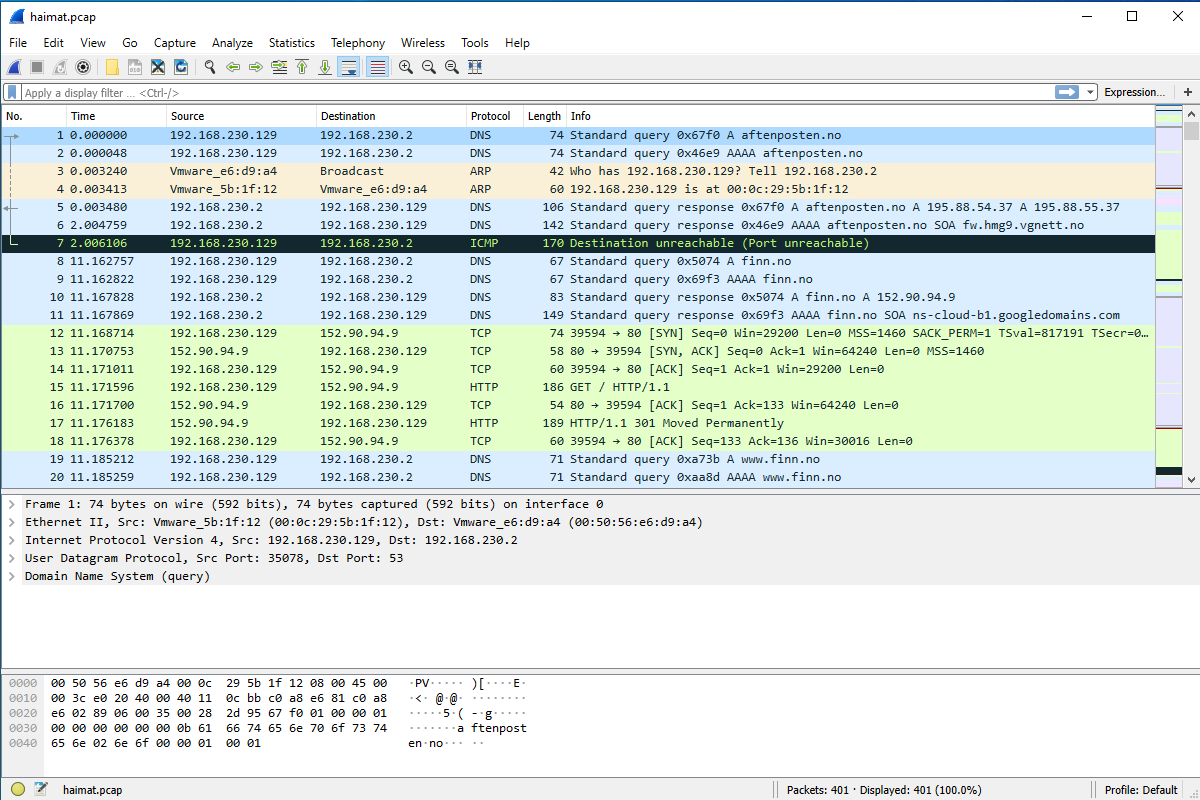 haimat.pcap
File Edit View Go Capture Analyze Statistics Telephony Wireless Tools Help
Apply a display filter ... <Ctrl-/> Expression... +
No. Time Source Destination Protocol Length Info
1 0.000000 192.168.230.129 192.168.230.2 DNS 74 Standard query 0x67f0 A aftenposten.no
2 0.000048 192.168.230.129 192.168.230.2 DNS 74 Standard query 0x46e9 AAAA aftenposten.no
3 0.003240 Vmware_e6:d9:a4 Broadcast ARP 42 Who has 192.168.230.129? Tell 192.168.230.2
4 0.003413 Vmware_5b:1f:12 Vmware_e6:d9:a4 ARP 60 192.168.230.129 is at 00:0c:29:5b:1f:12
5 0.003480 192.168.230.2 192.168.230.129 DNS 106 Standard query response 0x67f0 A aftenposten.no A 195.88.54.37 A 195.88.55.37
6 2.004759 192.168.230.2 192.168.230.129 DNS 142 Standard query response 0x46e9 AAAA aftenposten.no SOA fw.hmg9.vgnett.no
7 2.006106 192.168.230.129 192.168.230.2 ICMP 170 Destination unreachable (Port unreachable)
8 11.162757 192.168.230.129 192.168.230.2 DNS 67 Standard query 0x5074 A finn.no
9 11.162822 192.168.230.129 192.168.230.2 DNS 67 Standard query 0x69f3 AAAA finn.no
10 11.167828 192.168.230.2 192.168.230.129 DNS 83 Standard query response 0x5074 A finn.no A 152.90.94.9
11 11.167869 192.168.230.2 192.168.230.129 DNS 149 Standard query response 0x69f3 AAAA finn.no SOA ns-cloud-b1.googledomains.com
12 11.168714 192.168.230.129 152.90.94.9 TCP 74 39594 → 80 [SYN] Seq=0 Win=29200 Len=0 MSS=1460 SACK_PERM=1 TSval=817191 TSecr=0…
13 11.170753 152.90.94.9 192.168.230.129 TCP 58 80 → 39594 [SYN, ACK] Seq=0 Ack=1 Win=64240 Len=0 MSS=1460
14 11.171011 192.168.230.129 152.90.94.9 TCP 60 39594 → 80 [ACK] Seq=1 Ack=1 Win=29200 Len=0
15 11.171596 192.168.230.129 152.90.94.9 HTTP 186 GET / HTTP/1.1
16 11.171700 152.90.94.9 192.168.230.129 TCP 54 80 → 39594 [ACK] Seq=1 Ack=133 Win=64240 Len=0
17 11.176183 152.90.94.9 192.168.230.129 HTTP 189 HTTP/1.1 301 Moved Permanently
18 11.176378 192.168.230.129 152.90.94.9 TCP 60 39594 → 80 [ACK] Seq=133 Ack=136 Win=30016 Len=0
19 11.185212 192.168.230.129 192.168.230.2 DNS 71 Standard query 0xa73b A www.finn.no
20 11.185259 192.168.230.129 192.168.230.2 DNS 71 Standard query 0xaa8d AAAA www.finn.no
Frame 1: 74 bytes on wire (592 bits), 74 bytes captured (592 bits) on interface 0
Ethernet II, Src: Vmware_5b:1f:12 (00:0c:29:5b:1f:12), Dst: Vmware_e6:d9:a4 (00:50:56:e6:d9:a4)
Internet Protocol Version 4, Src: 192.168.230.129, Dst: 192.168.230.2
User Datagram Protocol, Src Port: 35078, Dst Port: 53
Domain Name System (query)
0000 00 50 56 e6 d9 a4 00 0c 29 5b 1f 12 08 00 45 00 ·PV····· )[····E·
0010 00 3c e0 20 40 00 40 11 0c bb c0 a8 e6 81 c0 a8 ·<· @·@· ········
0020 e6 02 89 06 00 35 00 28 2d 95 67 f0 01 00 00 01 ·····5·( -·g·····
0030 00 00 00 00 00 00 0b 61 66 74 65 6e 70 6f 73 74 ·······a ftenpost
0040 65 6e 02 6e 6f 00 00 01 00 01 en·no··· ··
haimat.pcap Packets: 401 · Displayed: 401 (100.0%) Profile: Default